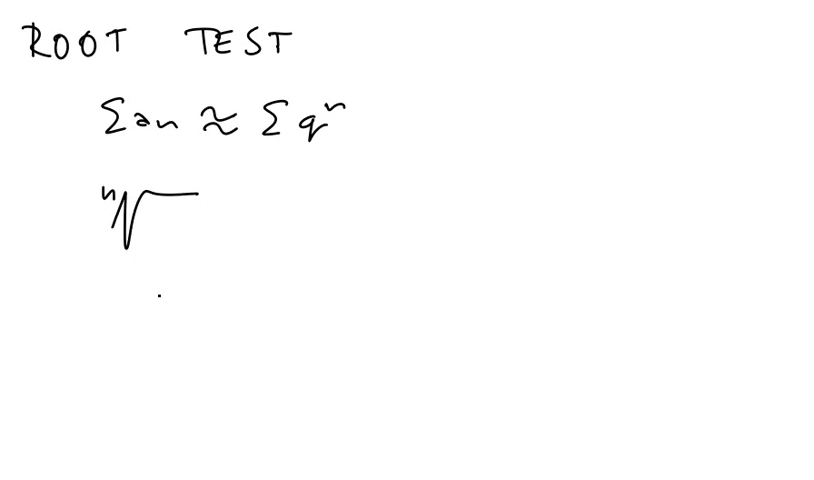 ROOT TEST
Σan ≈ Σqⁿ
ⁿ√